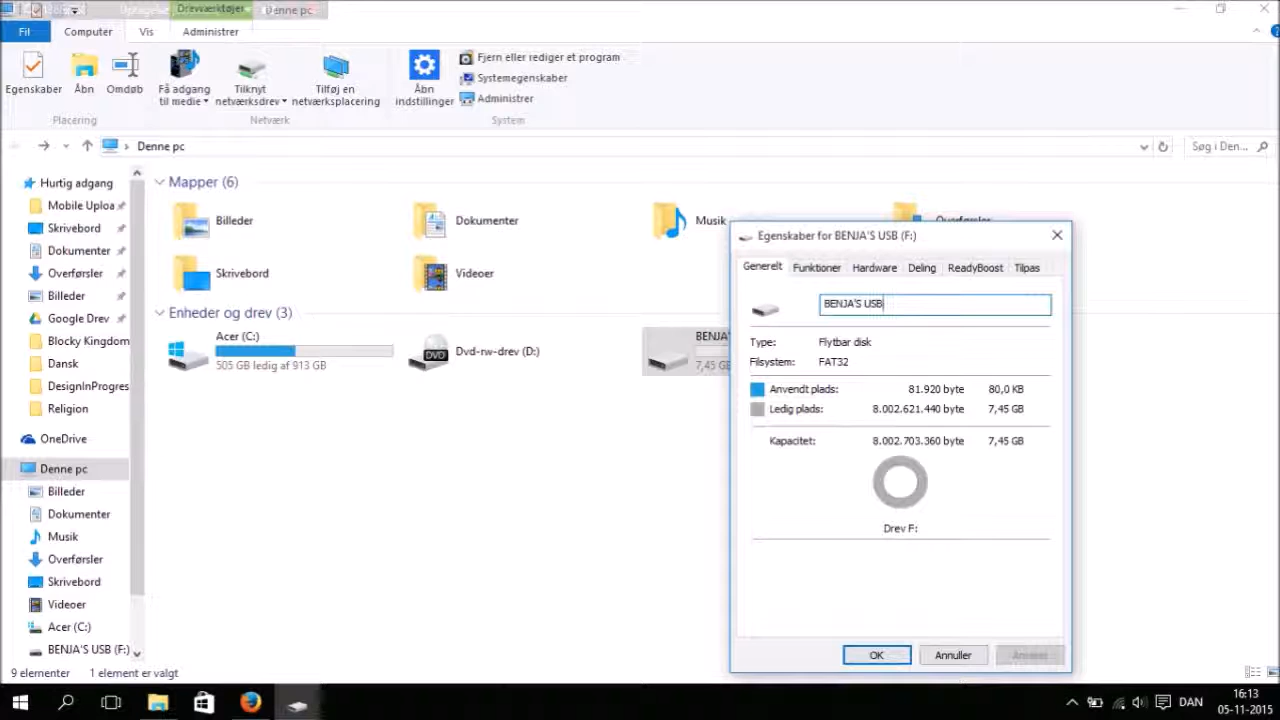 Drevværktøjer
Denne pc
Fil
Computer
Vis
Administrer
Egenskaber
Åbn
Omdøb
Få adgang
til medie
Tilknyt
netværksdrev
Tilføj en
netværksplacering
Åbn
indstillinger
Fjern eller rediger et program
Systemegenskaber
Administrer
Placering
Netværk
System
Denne pc
Søg i Den...
Hurtig adgang
Mobile Uploa
Skrivebord
Dokumenter
Overførsler
Billeder
Google Drev
Blocky Kingdom
Dansk
DesignInProgres
Religion
OneDrive
Denne pc
Billeder
Dokumenter
Musik
Overførsler
Skrivebord
Videoer
Acer (C:)
BENJA'S USB (F:)
Mapper (6)
Billeder
Dokumenter
Musik
Overførsler
Skrivebord
Videoer
Enheder og drev (3)
Acer (C:)
505 GB ledig af 913 GB
Dvd-rw-drev (D:)
BENJA'
7,45 G
Egenskaber for BENJA'S USB (F:)
Generelt
Funktioner
Hardware
Deling
ReadyBoost
Tilpas
BENJA'S USB
Type: Flytbar disk
Filsystem: FAT32
Anvendt plads: 81.920 byte 80,0 KB
Ledig plads: 8.002.621.440 byte 7,45 GB
Kapacitet: 8.002.703.360 byte 7,45 GB
Drev F:
OK
Annuller
9 elementer
1 element er valgt
DVD
DAN
16:13
05-11-2015